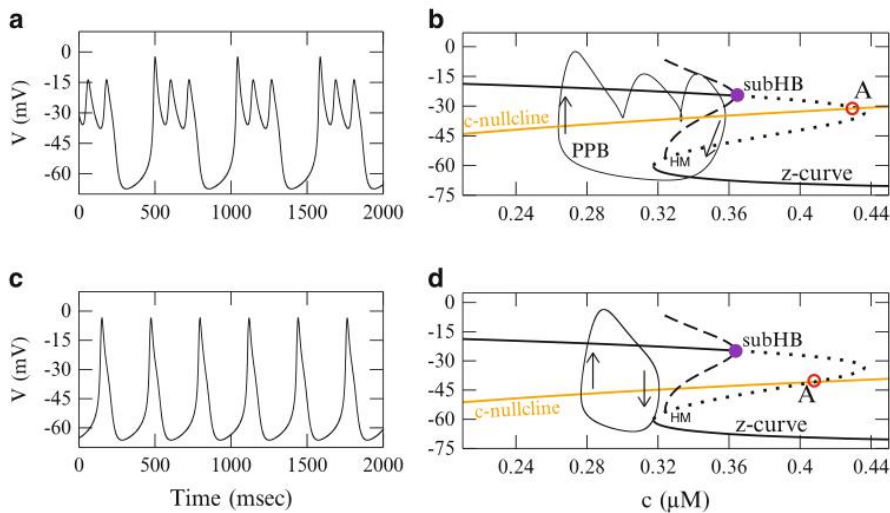 a
0
-15
-30
-45
-60
V (mV)
0 500 1000 1500 2000
b
0
-15
-30
-45
-60
-75
subHB
A
c-nullcline
PPB
HM
z-curve
0.24 0.28 0.32 0.36 0.4 0.44
c
0
-15
-30
-45
-60
V (mV)
0 500 1000 1500 2000
Time (msec)
d
0
-15
-30
-45
-60
-75
subHB
c-nullcline
A
HM
z-curve
0.24 0.28 0.32 0.36 0.4 0.44
c (μM)